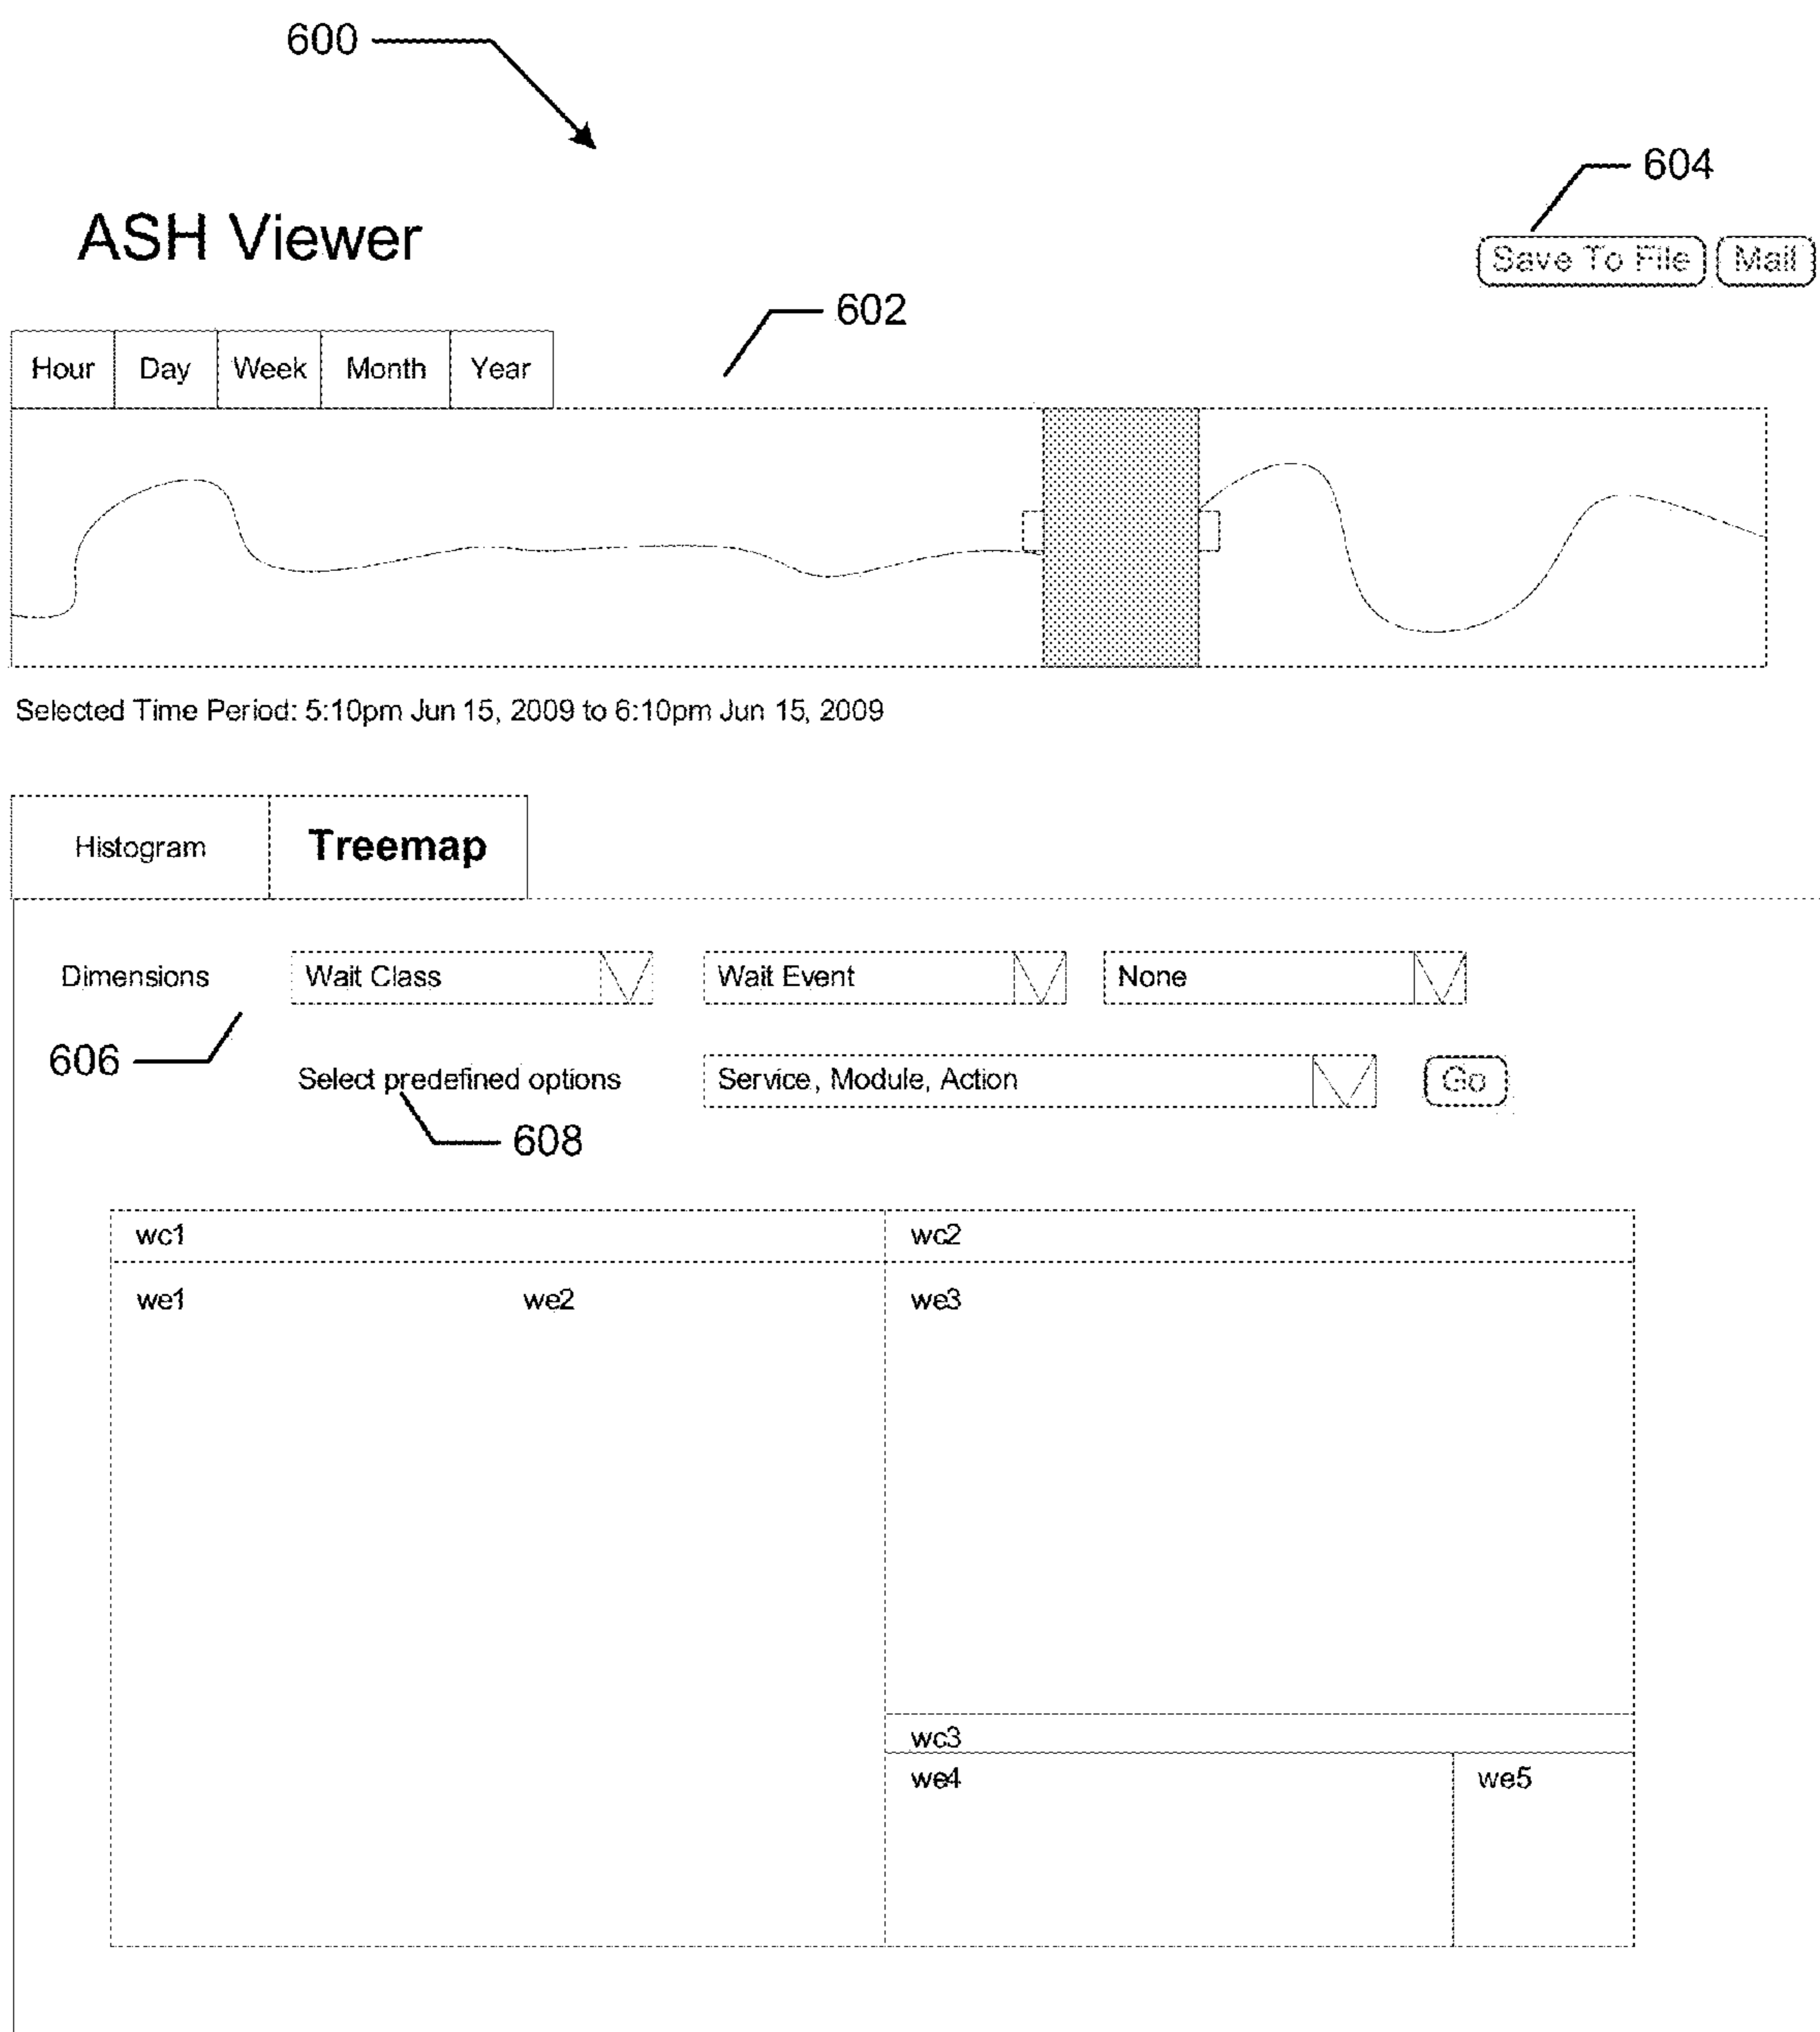 600
604
ASH Viewer
Save To File Mail
602
Hour Day Week Month Year
Selected Time Period: 5:10pm Jun 15, 2009 to 6:10pm Jun 15, 2009
Histogram Treemap
Dimensions Wait Class Wait Event None
606
Select predefined options Service, Module, Action Go
608
wc1 wc2
we1 we2 we3
wc3
we4 we5